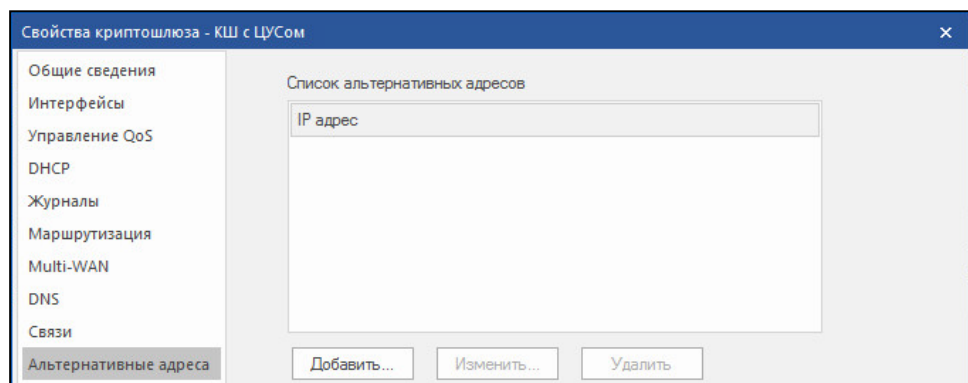 Свойства криптошлюза - КШ с ЦУСом
Общие сведения
Интерфейсы
Управление QoS
DHCP
Журналы
Маршрутизация
Multi-WAN
DNS
Связи
Альтернативные адреса
Список альтернативных адресов
IP адрес
Добавить... Изменить... Удалить